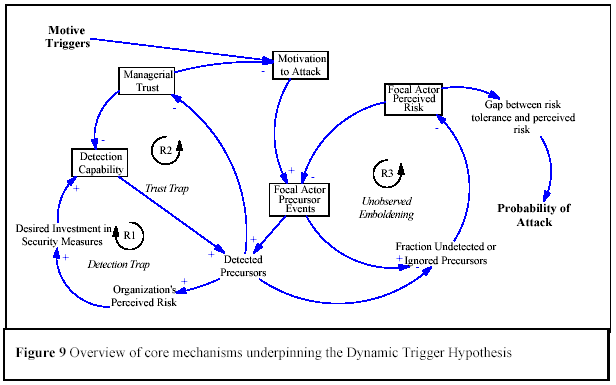 Motive
Triggers
Motivation
to Attack
-
Managerial
Trust
-
-
-
Focal Actor
Perceived
Risk
-
-
Gap between risk
tolerance and perceived
risk
R2
Trust Trap
Detection
Capability
+
R3
Unobserved
Emboldening
+
Focal Actor
Precursor
Events
Probability of
Attack
R1
Detection Trap
Desired Investment in
Security Measures
+
+
+
Detected
Precursors
+
-
Fraction Undetected or
Ignored Precursors
+
Organization's
Perceived Risk
Figure 9 Overview of core mechanisms underpinning the Dynamic Trigger Hypothesis